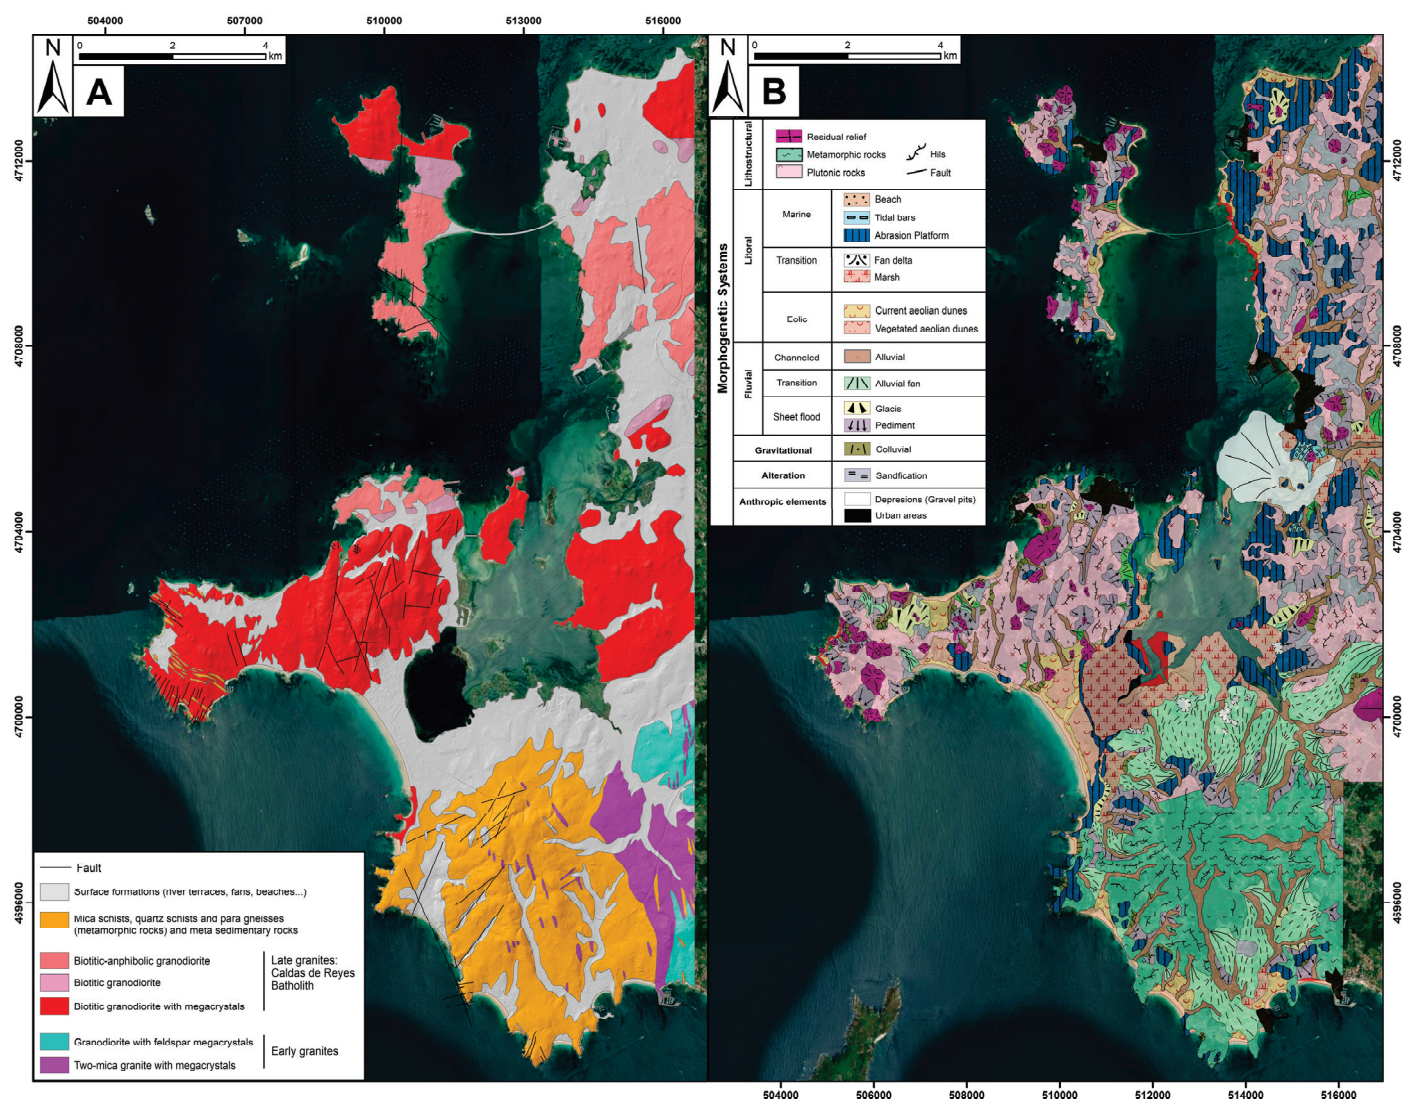 504000 507000 510000 513000 516000
N 0 2 4 km
A
N 0 2 4 km
B
4712000
4708000
4704000
4700000
4696000
Fault
Surface formations (river terraces, fans, beaches...)
Mica schists, quartz schists and para gneisses
(metamorphic rocks) and meta sedimentary rocks
Biotitic-anphibolic granodiorite
Biotitic granodiorite
Biotitic granodiorite with megacrystals
Late granites:
Caldas de Reyes
Batholith
Granodiorite with feldspar megacrystals
Two-mica granite with megacrystals
Early granites
Morphogenetic Systems
Lithostructural
Residual relief
Metamorphic rocks
Plutonic rocks
Hils
Fault
Litoral
Marine
Beach
Tidal bars
Abrasion Platform
Transition
Fan delta
Marsh
Eolic
Current aeolian dunes
Vegetated aeolian dunes
Fluvial
Channeled
Alluvial
Transition
Alluvial fan
Sheet flood
Glacis
Pediment
Gravitational
Colluvial
Alteration
Sandfication
Anthropic elements
Depresions (Gravel pits)
Urban areas
4712000
4708000
4704000
4700000
4696000
504000 506000 508000 510000 512000 514000 516000